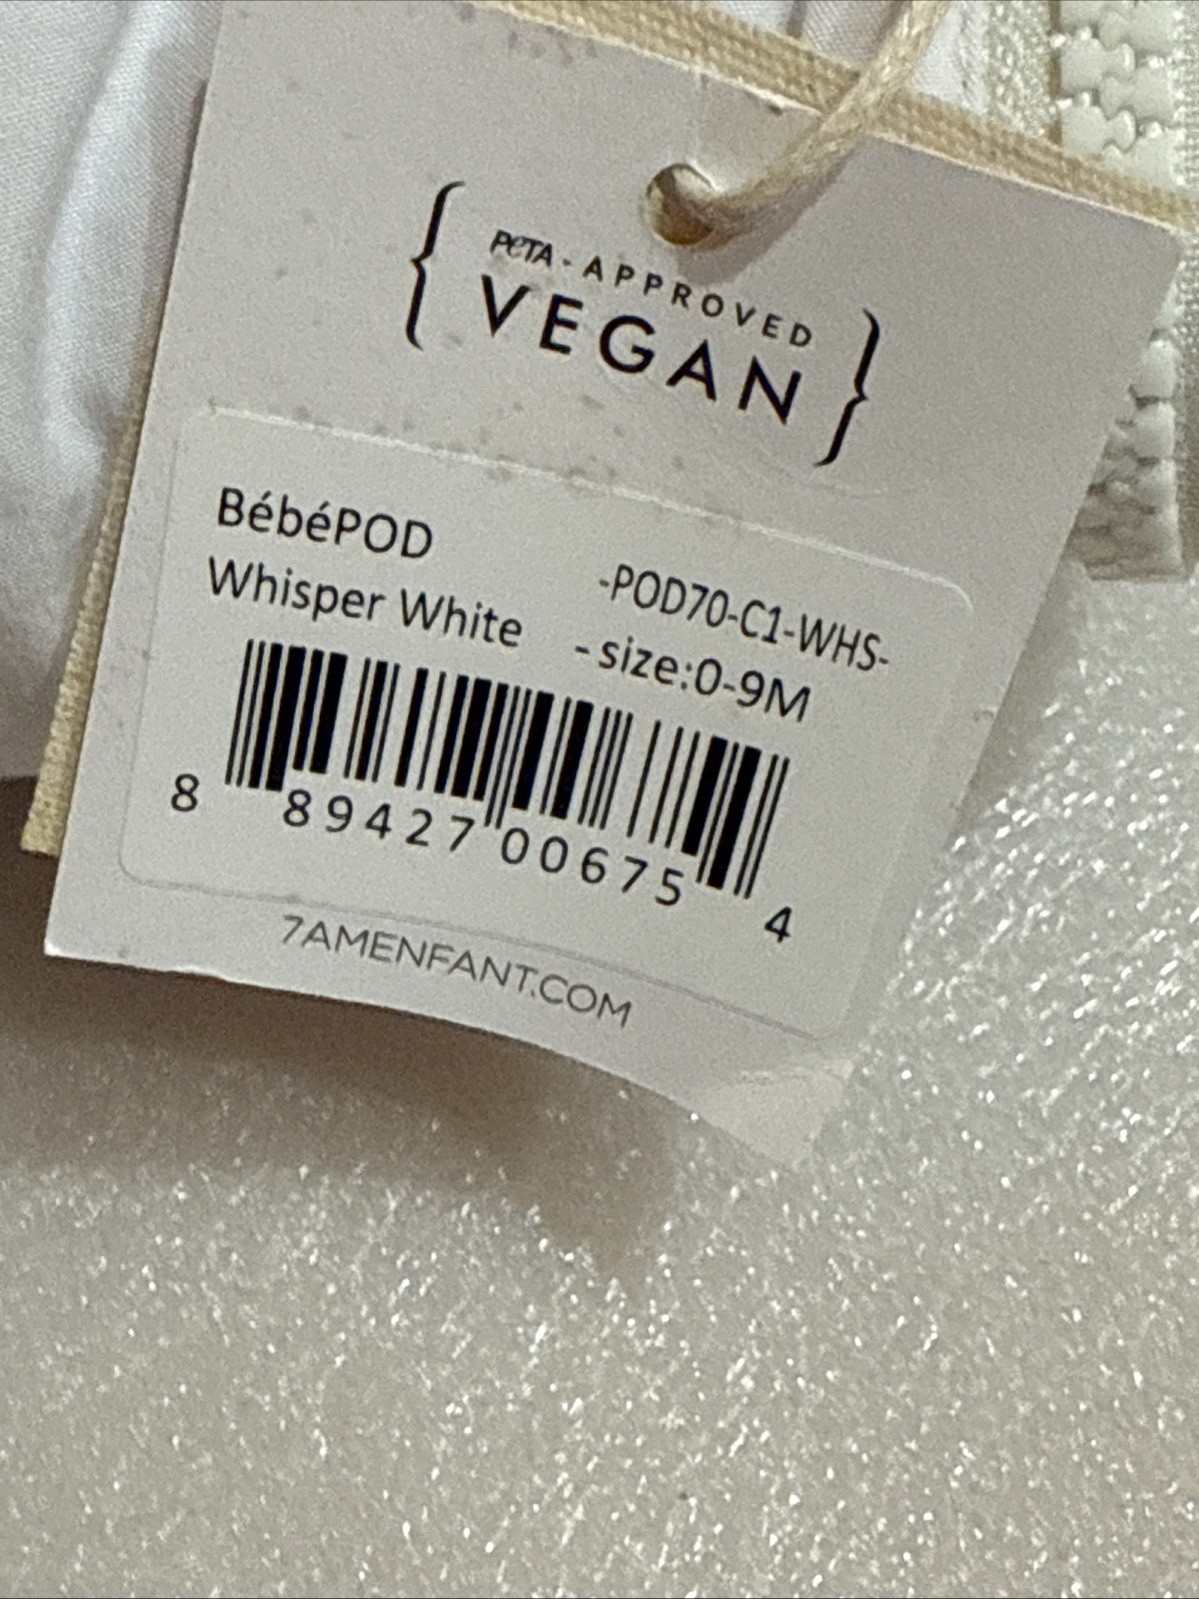 PETA - APPROVED
VEGAN
BébéPOD -POD70-C1-WHS-
Whisper White - size:0-9M
8 89427 00675 4
7AMENFANT.COM